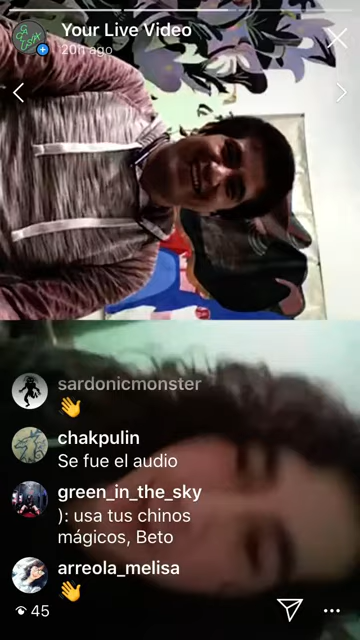 Your Live Video
20h ago
sardonicmonster
👋
chakpulin
Se fue el audio
green_in_the_sky
): usa tus chinos
mágicos, Beto
arreola_melisa
👋
45